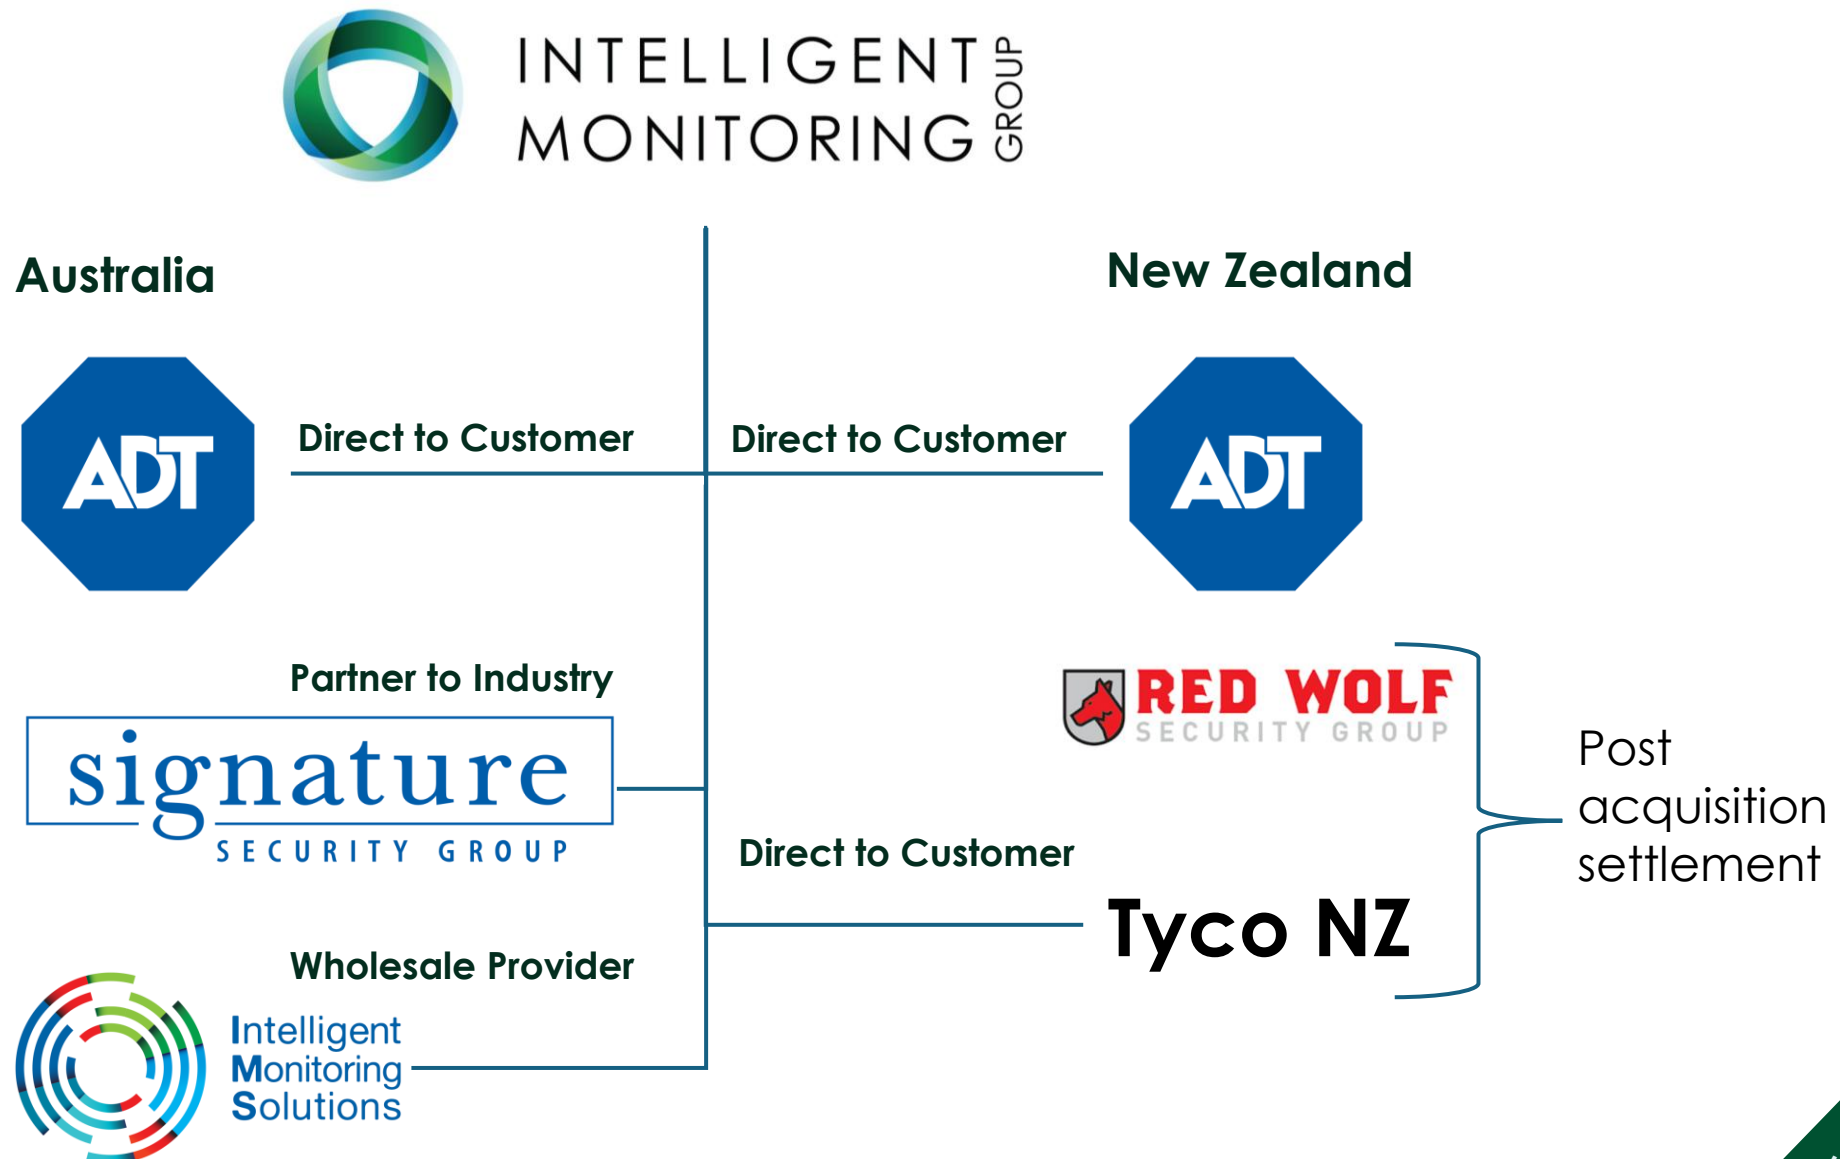 INTELLIGENT
MONITORING
GROUP
Australia
New Zealand
ADT
Direct to Customer
Direct to Customer
ADT
Partner to Industry
signature
SECURITY GROUP
RED WOLF
SECURITY GROUP
Post
acquisition
settlement
Direct to Customer
Tyco NZ
Wholesale Provider
Intelligent
Monitoring
Solutions